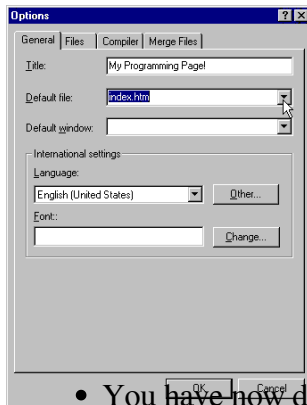 Options
General Files Compiler Merge Files
Title: My Programming Page!
Default file: index.htm
Default window:
International settings
Language:
English (United States) Other...
Font::
Change...
OK Cancel
• You have now d